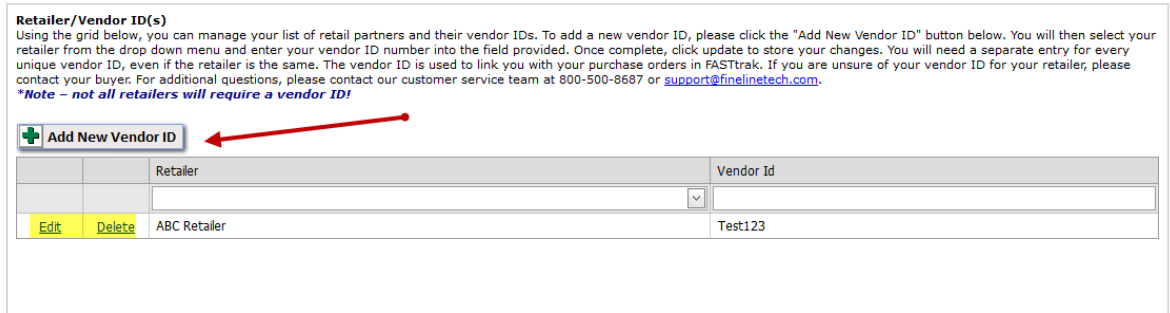 Retailer/Vendor ID(s)
Using the grid below, you can manage your list of retail partners and their vendor IDs. To add a new vendor ID, please click the "Add New Vendor ID" button below. You will then select your
retailer from the drop down menu and enter your vendor ID number into the field provided. Once complete, click update to store your changes. You will need a separate entry for every
unique vendor ID, even if the retailer is the same. The vendor ID is used to link you with your purchase orders in FASTtrak. If you are unsure of your vendor ID for your retailer, please
contact your buyer. For additional questions, please contact our customer service team at 800-500-8687 or support@finelinetech.com.
*Note – not all retailers will require a vendor ID!
Add New Vendor ID
Retailer Vendor Id
Edit Delete ABC Retailer Test123